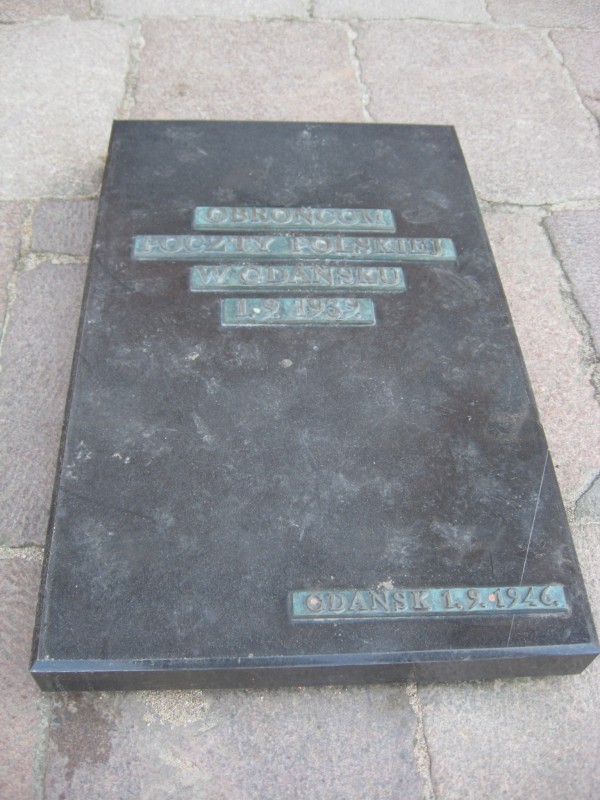 OBROŃCOM
POCZTY POLSKIEJ
W GDAŃSKU
1.9 1939
GDAŃSK 1.9.1946.